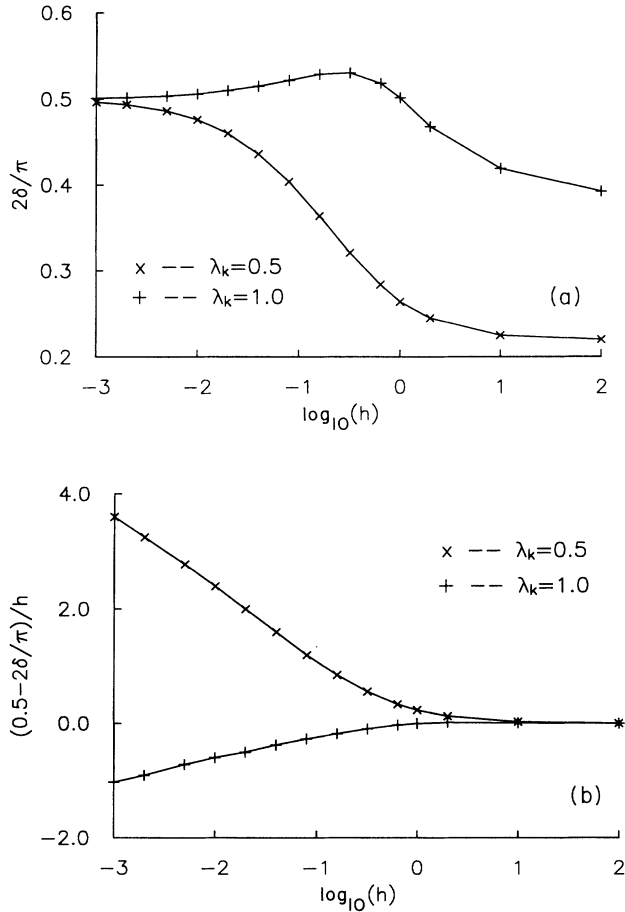 0.6
0.5
0.4
0.3
0.2
2δ/π
× –– λₖ=0.5
+ –– λₖ=1.0
(a)
−3 −2 −1 0 1 2
log₁₀(h)
4.0
2.0
0.0
−2.0
(0.5−2δ/π)/h
× –– λₖ=0.5
+ –– λₖ=1.0
(b)
−3 −2 −1 0 1 2
log₁₀(h)